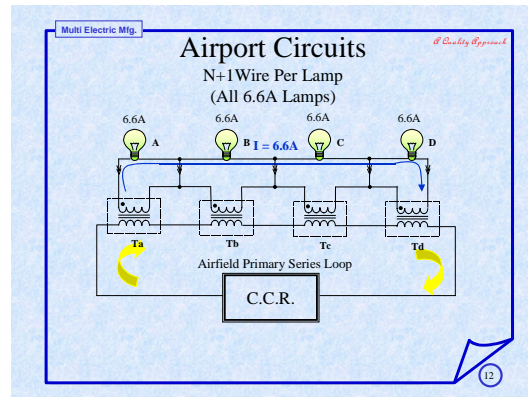 Multi Electric Mfg.
A Quality Approach
Airport Circuits
N+1Wire Per Lamp
(All 6.6A Lamps)
6.6A 6.6A 6.6A 6.6A
A B I = 6.6A C D
Ta Tb Tc Td
Airfield Primary Series Loop
C.C.R.
12